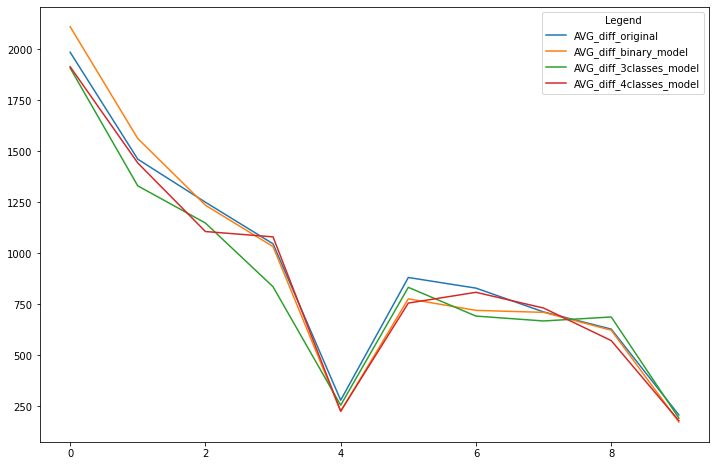 Legend
AVG_diff_original
AVG_diff_binary_model
AVG_diff_3classes_model
AVG_diff_4classes_model
2000
1750
1500
1250
1000
750
500
250
0 2 4 6 8